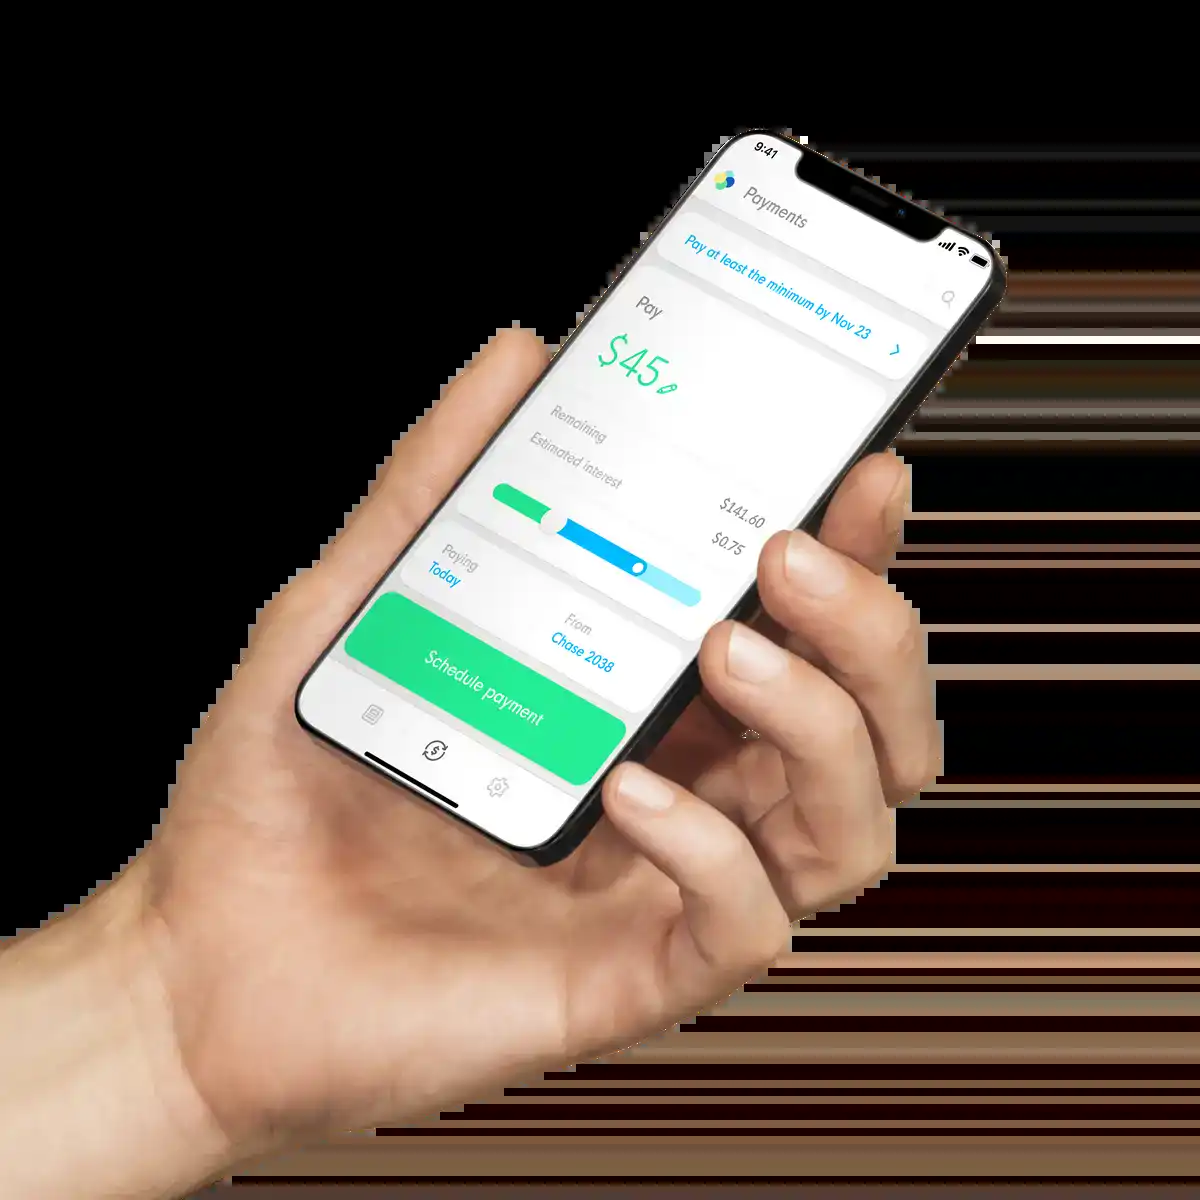 9:41
Payments
Pay at least the minimum by Nov 23
Pay
$45
Remaining
$141.60
Estimated interest
$0.75
Paying
Today
From
Chase 2038
Schedule payment
$